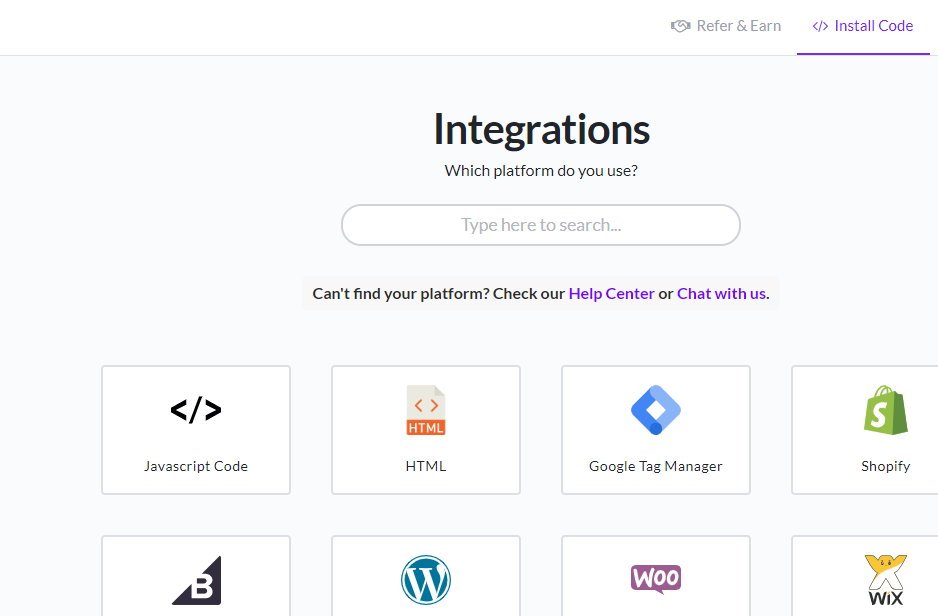 Refer & Earn
</> Install Code
Integrations
Which platform do you use?
Type here to search...
Can't find your platform? Check our Help Center or Chat with us.
</>
HTML
S
Javascript Code
HTML
Google Tag Manager
Shopify
B
W
WOO
WiX